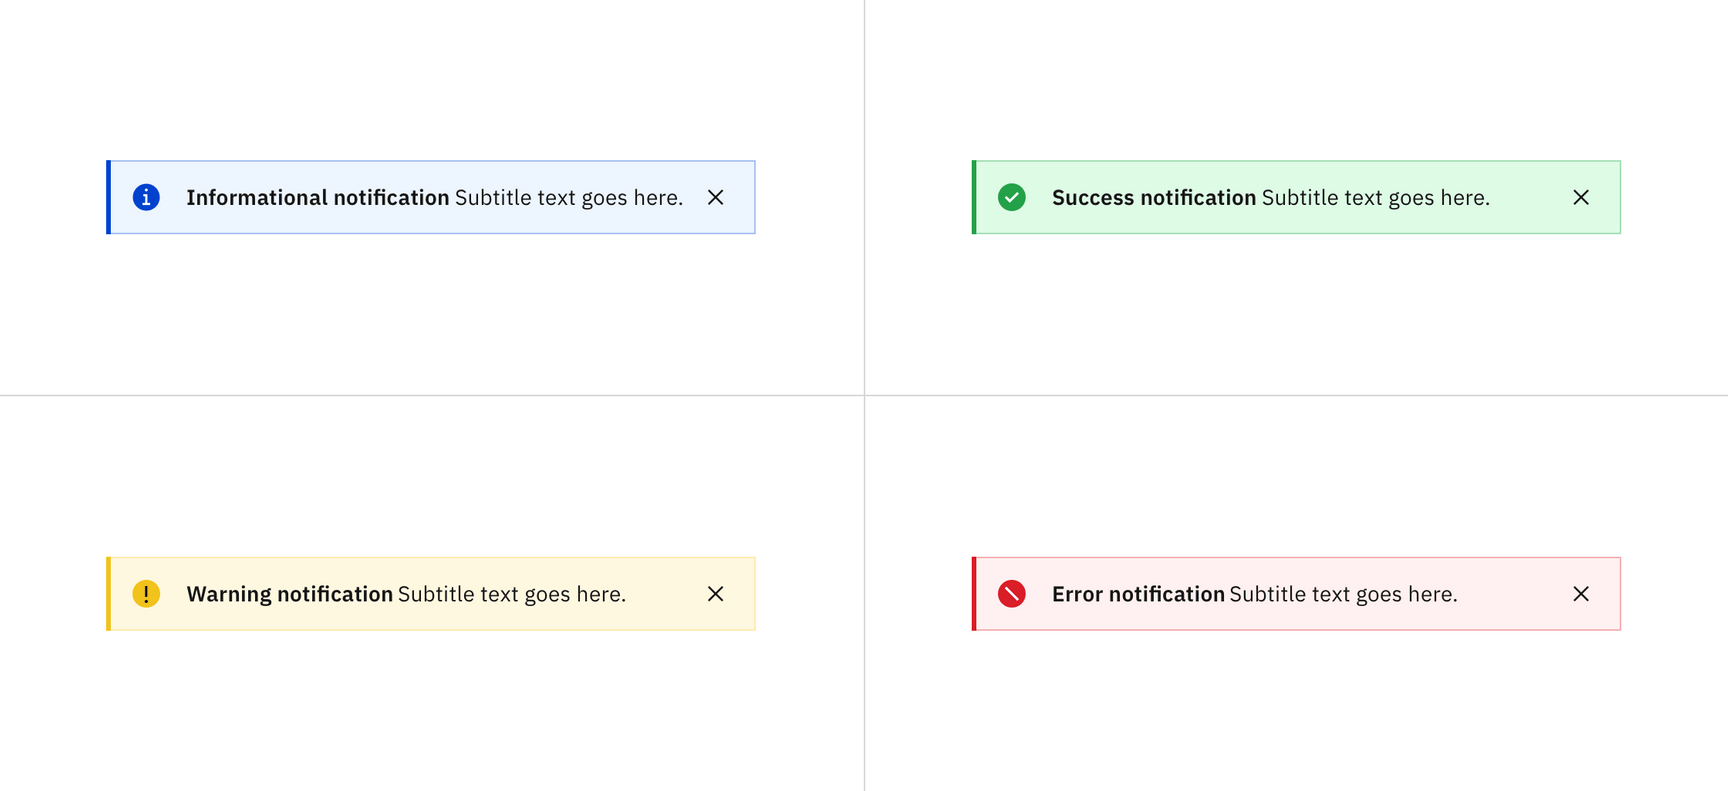 Informational notification Subtitle text goes here.
Success notification Subtitle text goes here.
Warning notification Subtitle text goes here.
Error notification Subtitle text goes here.